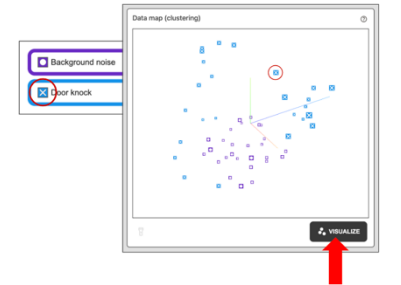 Data map (clustering)
Background noise
Door knock
VISUALIZE